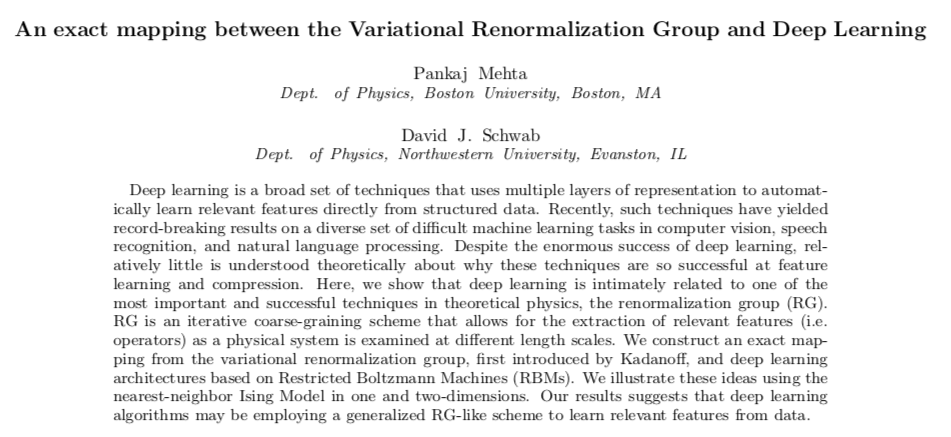 An exact mapping between the Variational Renormalization Group and Deep Learning
Pankaj Mehta
Dept. of Physics, Boston University, Boston, MA
David J. Schwab
Dept. of Physics, Northwestern University, Evanston, IL
Deep learning is a broad set of techniques that uses multiple layers of representation to automat-
ically learn relevant features directly from structured data. Recently, such techniques have yielded
record-breaking results on a diverse set of difficult machine learning tasks in computer vision, speech
recognition, and natural language processing. Despite the enormous success of deep learning, rel-
atively little is understood theoretically about why these techniques are so successful at feature
learning and compression. Here, we show that deep learning is intimately related to one of the
most important and successful techniques in theoretical physics, the renormalization group (RG).
RG is an iterative coarse-graining scheme that allows for the extraction of relevant features (i.e.
operators) as a physical system is examined at different length scales. We construct an exact map-
ping from the variational renormalization group, first introduced by Kadanoff, and deep learning
architectures based on Restricted Boltzmann Machines (RBMs). We illustrate these ideas using the
nearest-neighbor Ising Model in one and two-dimensions. Our results suggests that deep learning
algorithms may be employing a generalized RG-like scheme to learn relevant features from data.